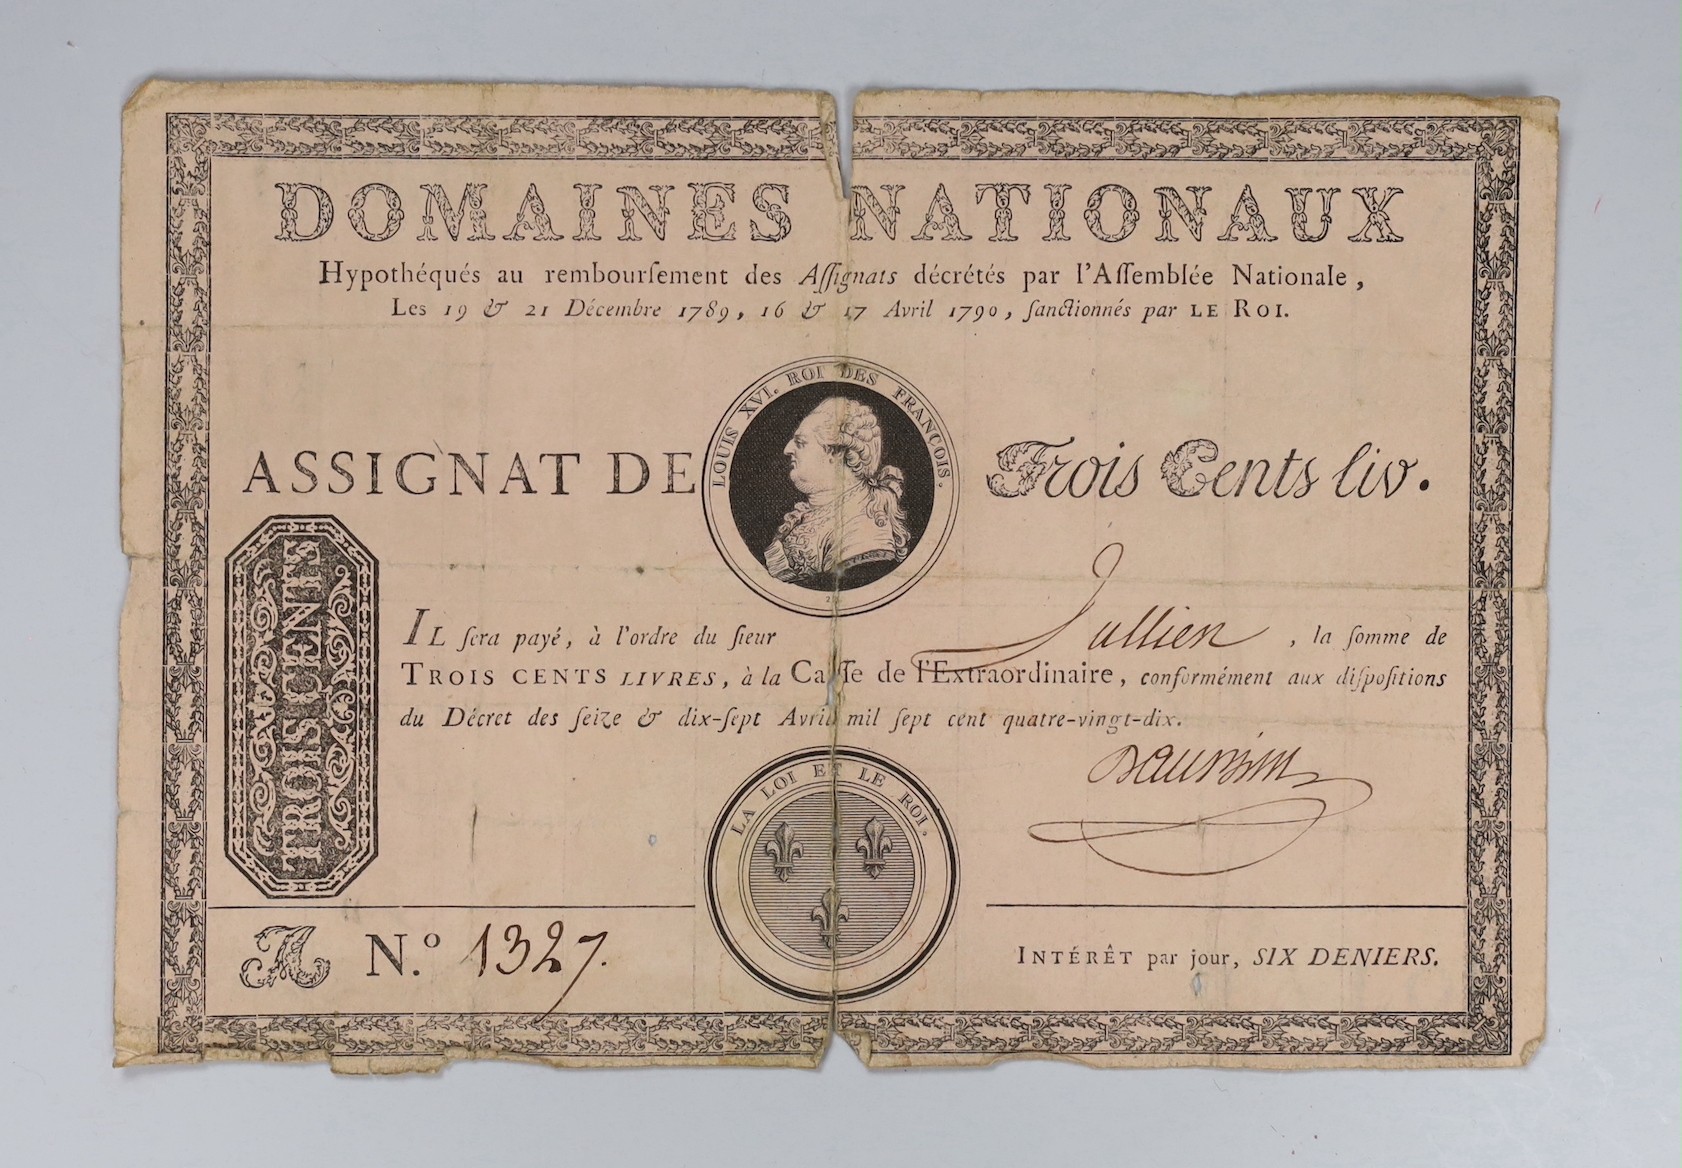 DOMAINES NATIONAUX
Hypothéqués au rembourſement des Aſſignats décrétés par l'Aſſemblée Nationale,
Les 19 & 21 Décembre 1789, 16 & 17 Avril 1790, ſanctionnés par LE ROI.
LOUIS XVI. ROI DES FRANÇOIS.
ASSIGNAT DE Trois Cents liv.
TROIS CENTS
IL ſera payé, à l'ordre du ſieur Jullien, la ſomme de
TROIS CENTS LIVRES, à la Caiſſe de l'Extraordinaire, conformément aux diſpoſitions
du Décret des ſeize & dix-ſept Avril mil ſept cent quatre-vingt-dix.
LA LOI ET LE ROI.
A N.º 1327.
INTÉRÊT par jour, SIX DENIERS.